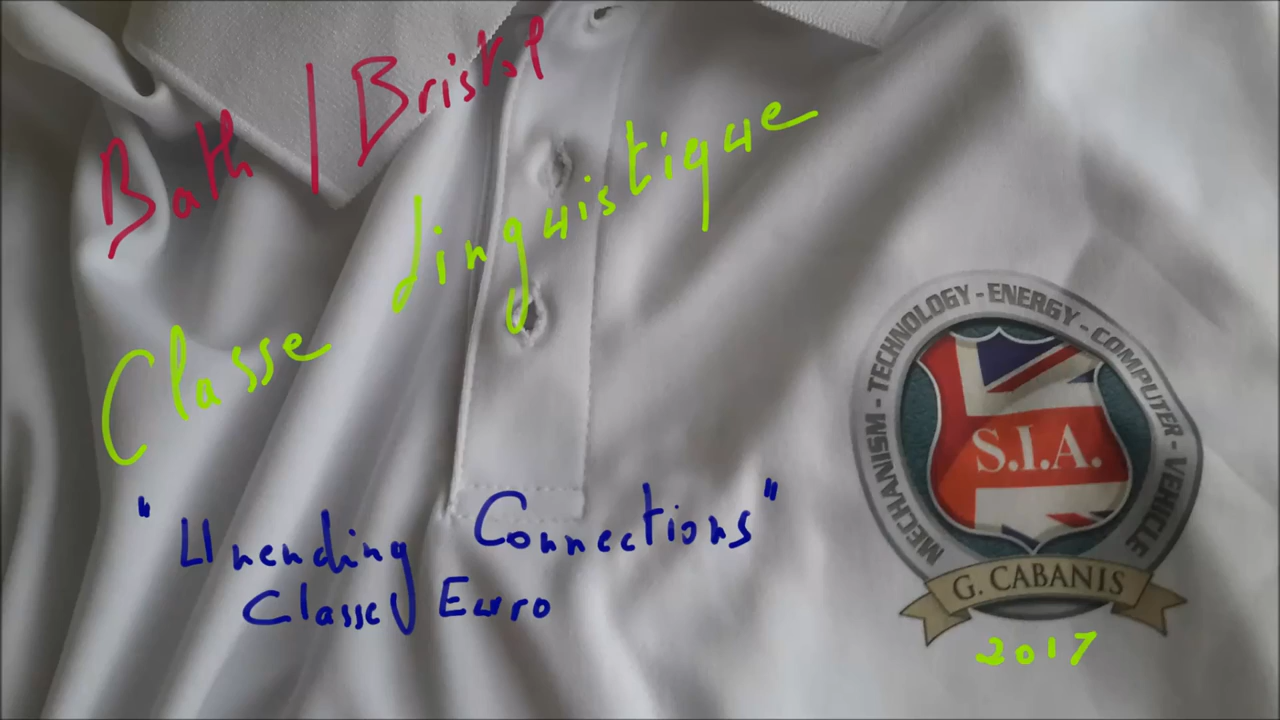 Bath / Bristol
Classe Linguistique
"Unending Connections"
Classe Euro
MECHANISM - TECHNOLOGY - ENERGY - COMPUTER - VEHICLE
S.I.A.
G. CABANIS
2017